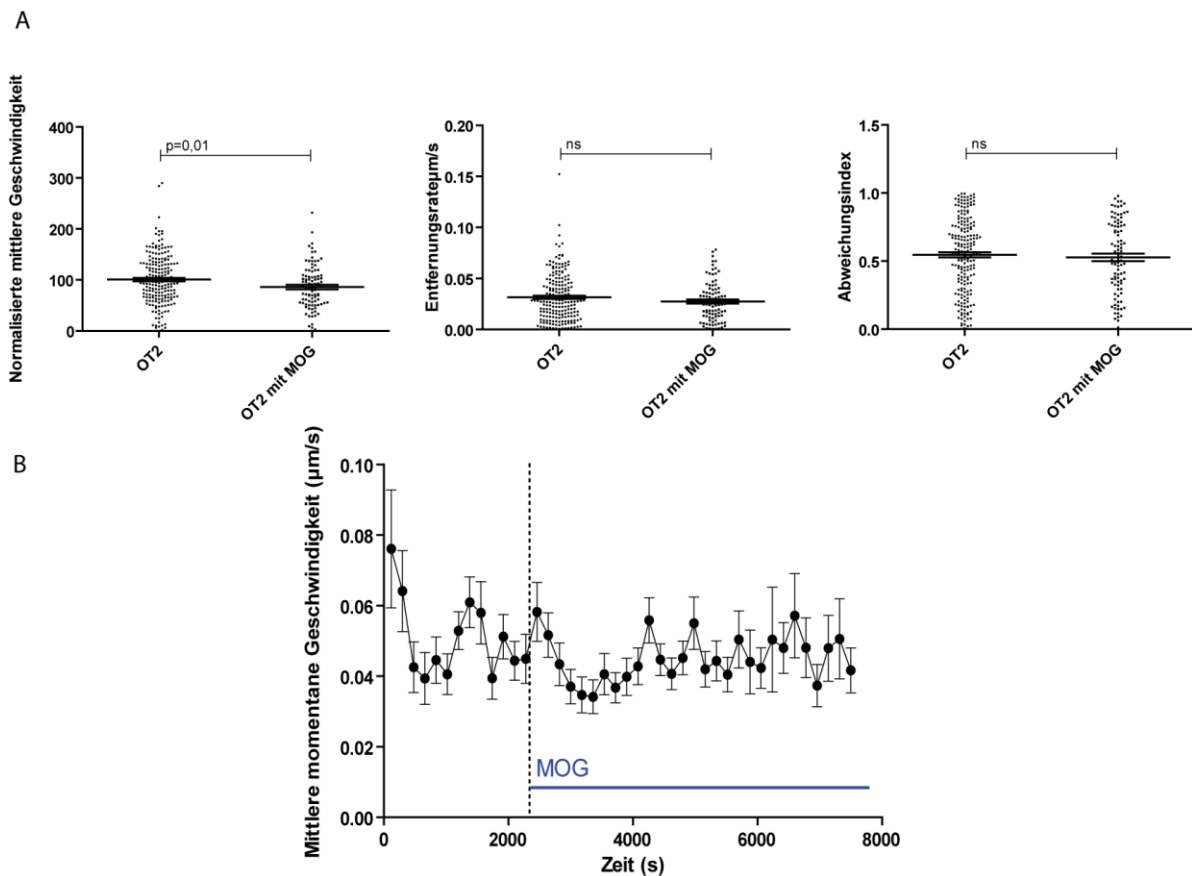 A
Normalisierte mittlere Geschwindigkeit
400
300
200
100
0
p=0,01
OT2
OT2 mit MOG
Entfernungsrateµm/s
0.20
0.15
0.10
0.05
0.00
ns
OT2
OT2 mit MOG
Abweichungsindex
1.5
1.0
0.5
0.0
ns
OT2
OT2 mit MOG
B
Mittlere momentane Geschwindigkeit (µm/s)
0.10
0.08
0.06
0.04
0.02
0.00
MOG
0 2000 4000 6000 8000
Zeit (s)